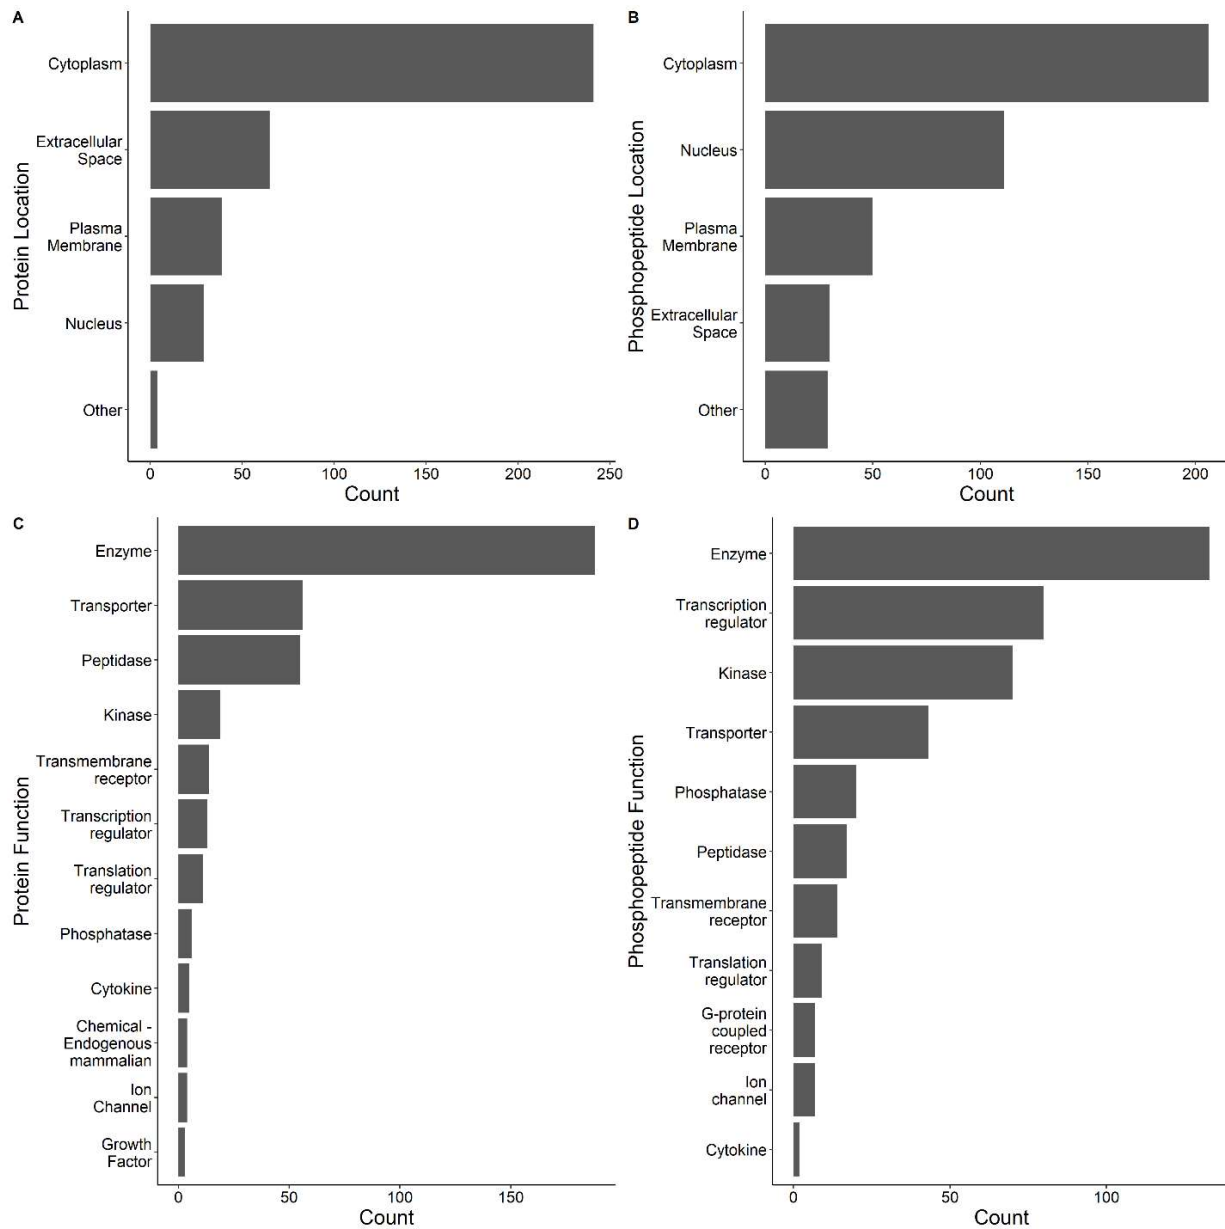 A
Protein Location
Cytoplasm
Extracellular
Space
Plasma
Membrane
Nucleus
Other
0 50 100 150 200 250
Count
B
Phosphopeptide Location
Cytoplasm
Nucleus
Plasma
Membrane
Extracellular
Space
Other
0 50 100 150 200
Count
C
Protein Function
Enzyme
Transporter
Peptidase
Kinase
Transmembrane
receptor
Transcription
regulator
Translation
regulator
Phosphatase
Cytokine
Chemical -
Endogenous
mammalian
Ion
Channel
Growth
Factor
0 50 100 150
Count
D
Phosphopeptide Function
Enzyme
Transcription
regulator
Kinase
Transporter
Phosphatase
Peptidase
Transmembrane
receptor
Translation
regulator
G-protein
coupled
receptor
Ion
channel
Cytokine
0 50 100
Count